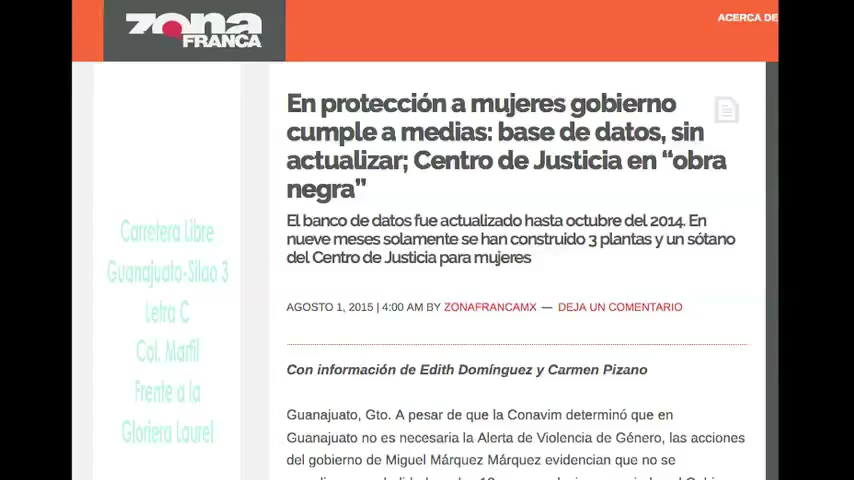 zona
FRANCA
ACERCA DE
En protección a mujeres gobierno
cumple a medias: base de datos, sin
actualizar; Centro de Justicia en “obra
negra”
El banco de datos fue actualizado hasta octubre del 2014. En
nueve meses solamente se han construido 3 plantas y un sótano
del Centro de Justicia para mujeres
AGOSTO 1, 2015 | 4:00 AM BY ZONAFRANCAMX — DEJA UN COMENTARIO
Con información de Edith Domínguez y Carmen Pizano
Guanajuato, Gto. A pesar de que la Conavim determinó que en
Guanajuato no es necesaria la Alerta de Violencia de Género, las acciones
del gobierno de Miguel Márquez Márquez evidencian que no se
Carretera Libre
Guanajuato-Silao 3
Letra C
Col. Marfil
Frente a la
Gloriera Laurel